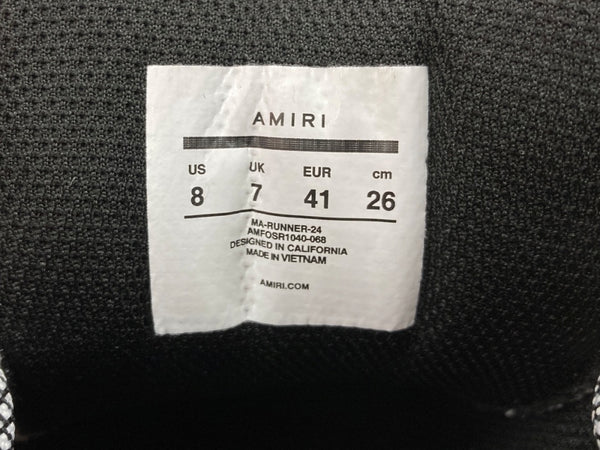 AMIRI
US UK EUR cm
8 7 41 26
MA-RUNNER-24
AMFOSR1040-068
DESIGNED IN CALIFORNIA
MADE IN VIETNAM
AMIRI.COM